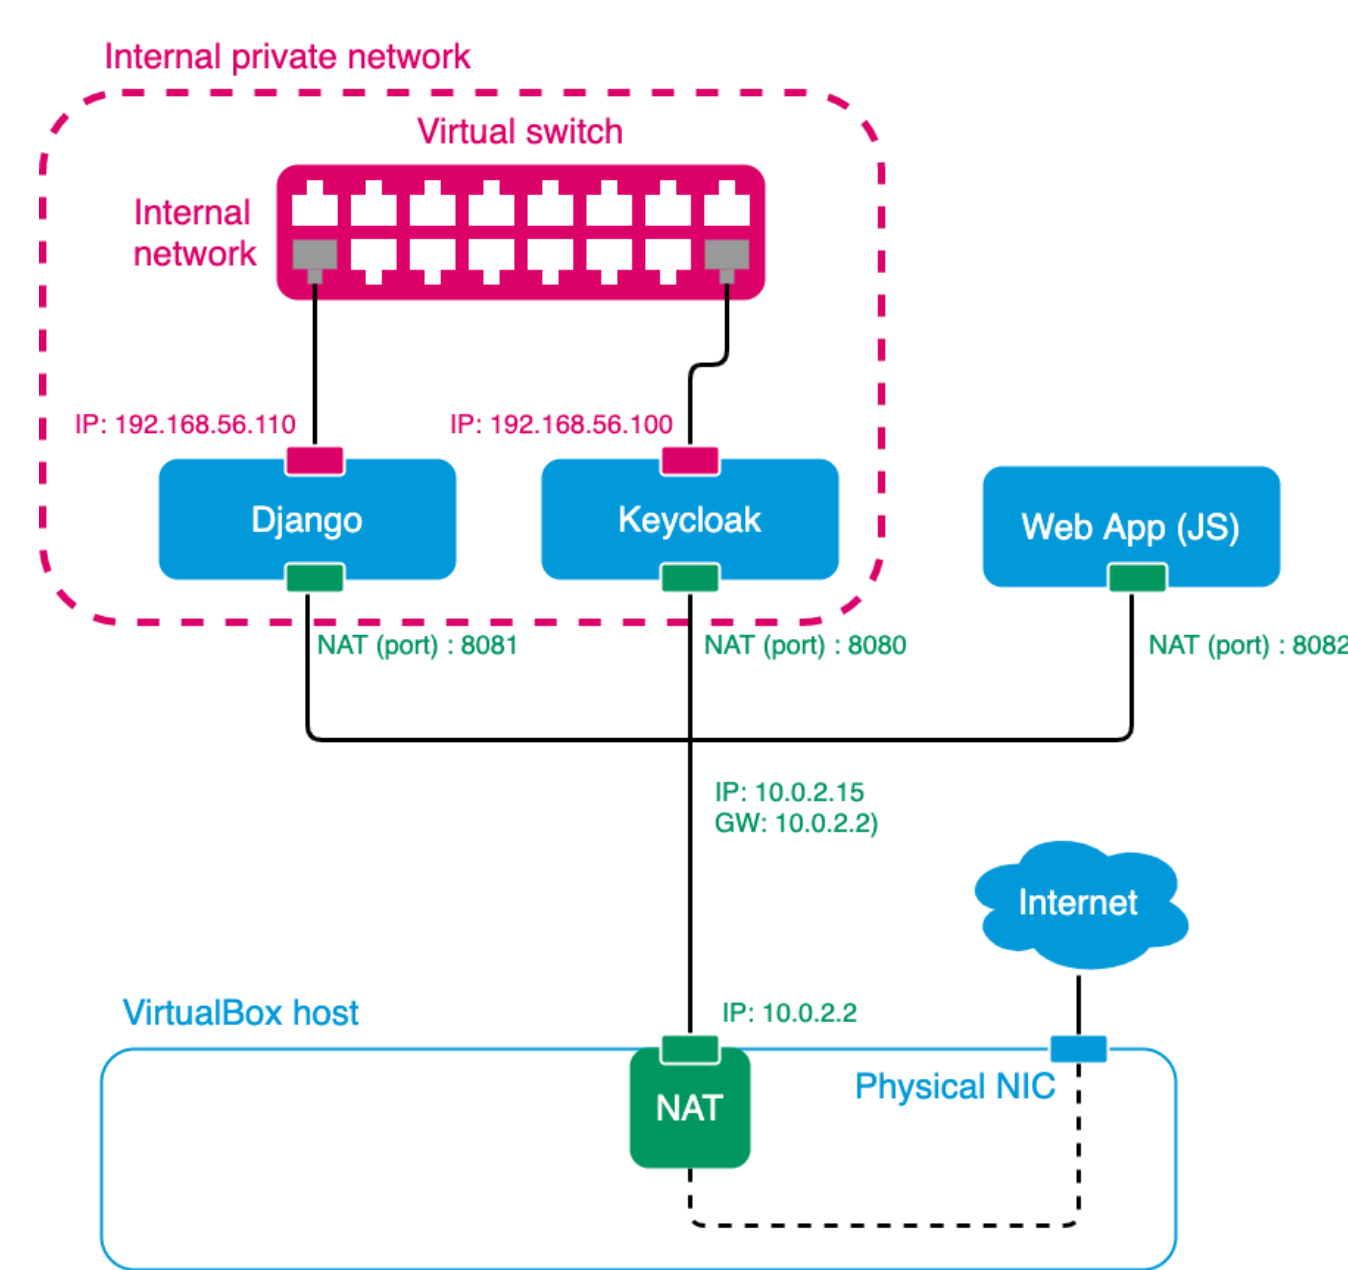 Internal private network
Virtual switch
Internal
network
IP: 192.168.56.110
IP: 192.168.56.100
Django
Keycloak
Web App (JS)
NAT (port) : 8081
NAT (port) : 8080
NAT (port) : 8082
IP: 10.0.2.15
GW: 10.0.2.2)
Internet
VirtualBox host
IP: 10.0.2.2
Physical NIC
NAT